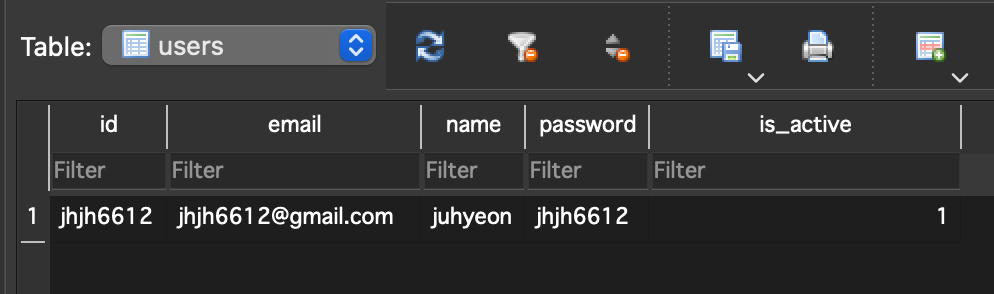 Table: users
id email name password is_active
Filter Filter Filter Filter Filter
1 jhjh6612 jhjh6612@gmail.com juhyeon jhjh6612 1